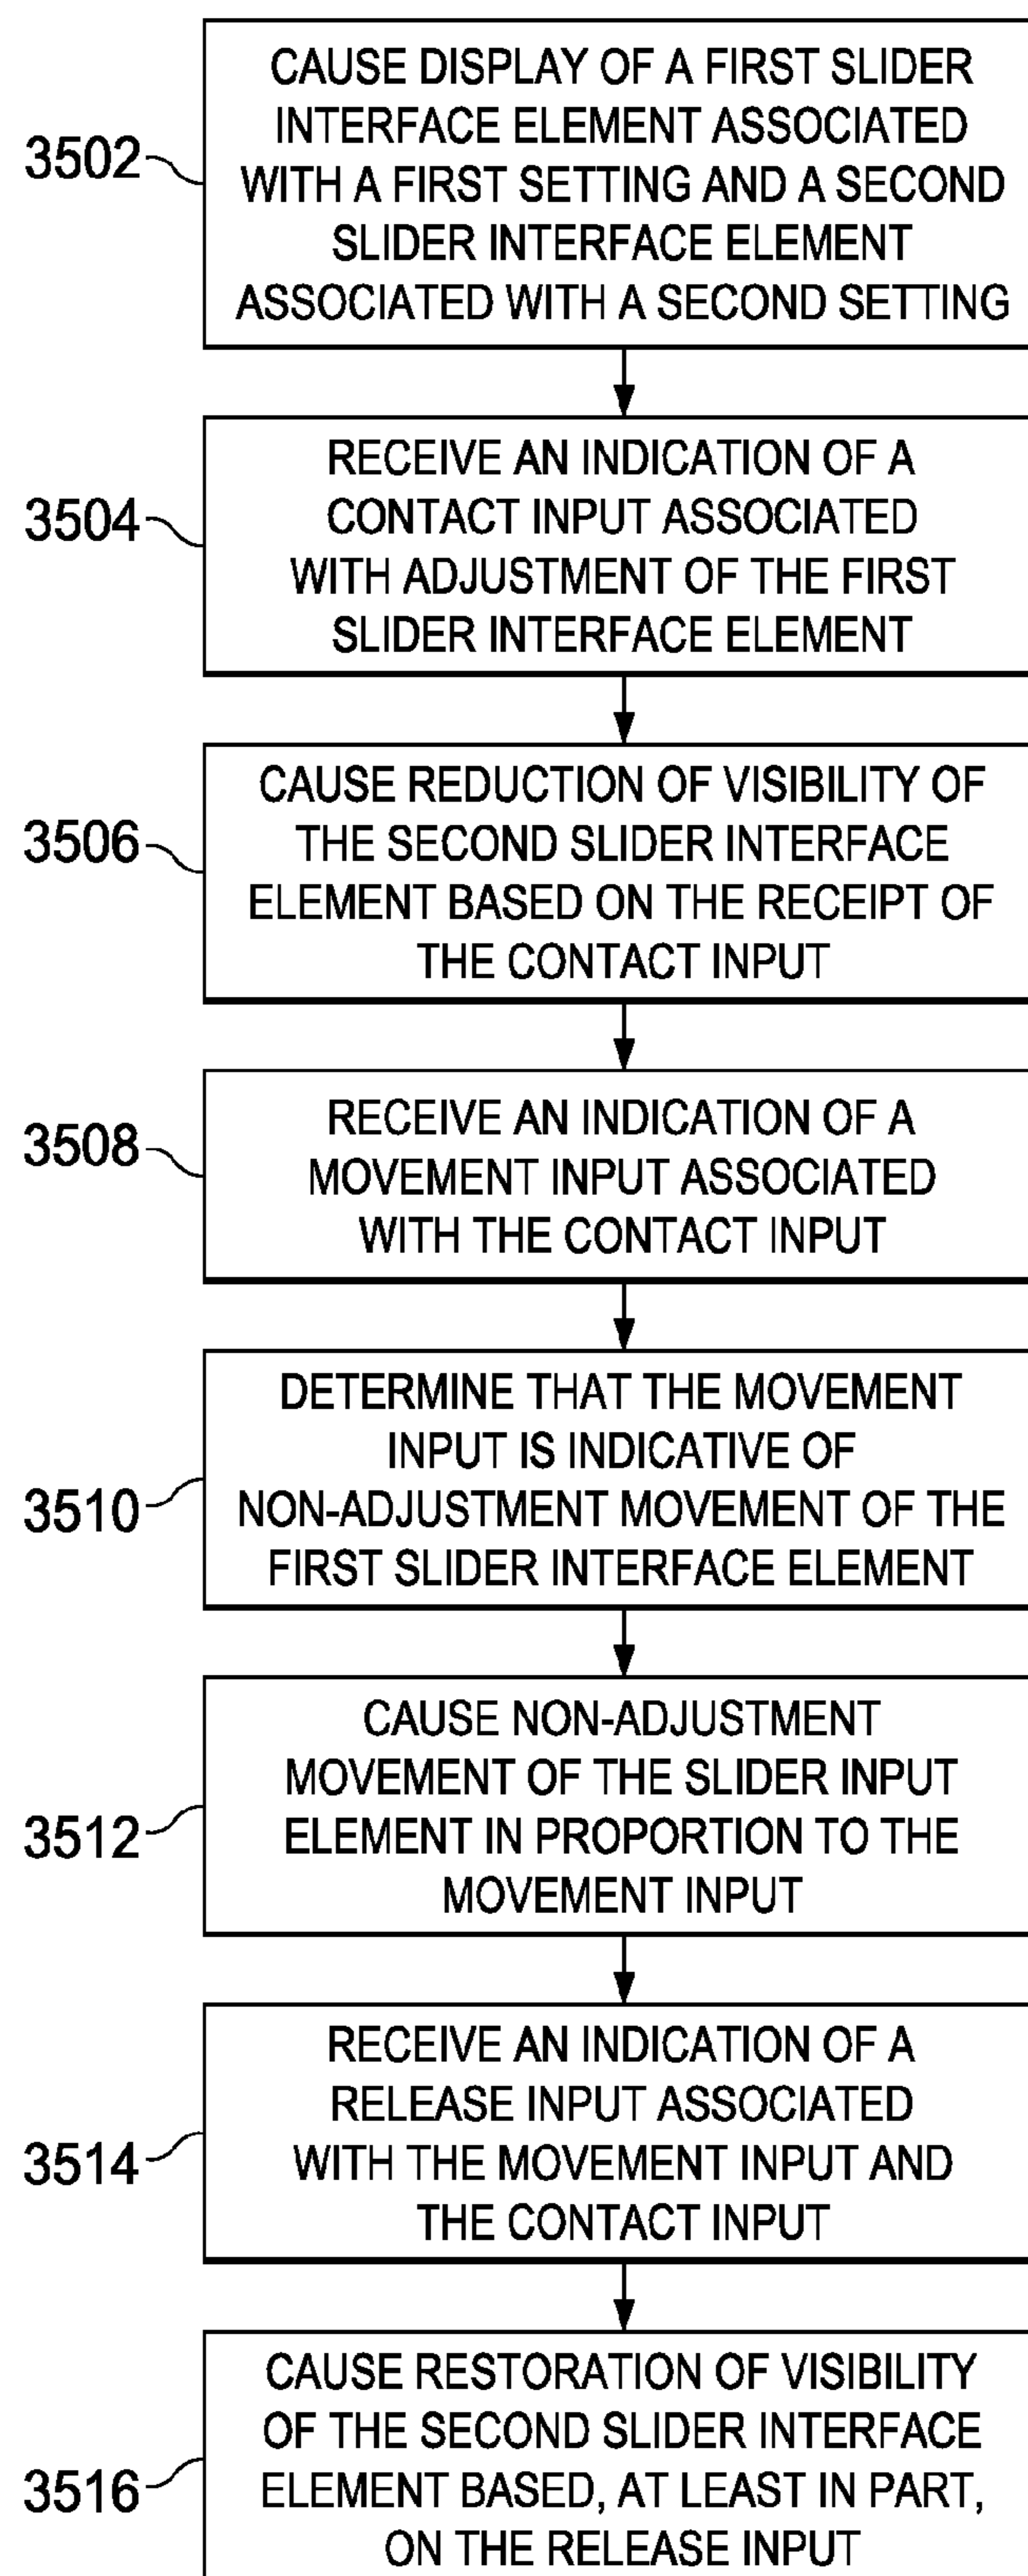 3502
CAUSE DISPLAY OF A FIRST SLIDER
INTERFACE ELEMENT ASSOCIATED
WITH A FIRST SETTING AND A SECOND
SLIDER INTERFACE ELEMENT
ASSOCIATED WITH A SECOND SETTING
3504
RECEIVE AN INDICATION OF A
CONTACT INPUT ASSOCIATED
WITH ADJUSTMENT OF THE FIRST
SLIDER INTERFACE ELEMENT
3506
CAUSE REDUCTION OF VISIBILITY OF
THE SECOND SLIDER INTERFACE
ELEMENT BASED ON THE RECEIPT OF
THE CONTACT INPUT
3508
RECEIVE AN INDICATION OF A
MOVEMENT INPUT ASSOCIATED
WITH THE CONTACT INPUT
3510
DETERMINE THAT THE MOVEMENT
INPUT IS INDICATIVE OF
NON-ADJUSTMENT MOVEMENT OF THE
FIRST SLIDER INTERFACE ELEMENT
3512
CAUSE NON-ADJUSTMENT
MOVEMENT OF THE SLIDER INPUT
ELEMENT IN PROPORTION TO THE
MOVEMENT INPUT
3514
RECEIVE AN INDICATION OF A
RELEASE INPUT ASSOCIATED
WITH THE MOVEMENT INPUT AND
THE CONTACT INPUT
3516
CAUSE RESTORATION OF VISIBILITY
OF THE SECOND SLIDER INTERFACE
ELEMENT BASED, AT LEAST IN PART,
ON THE RELEASE INPUT